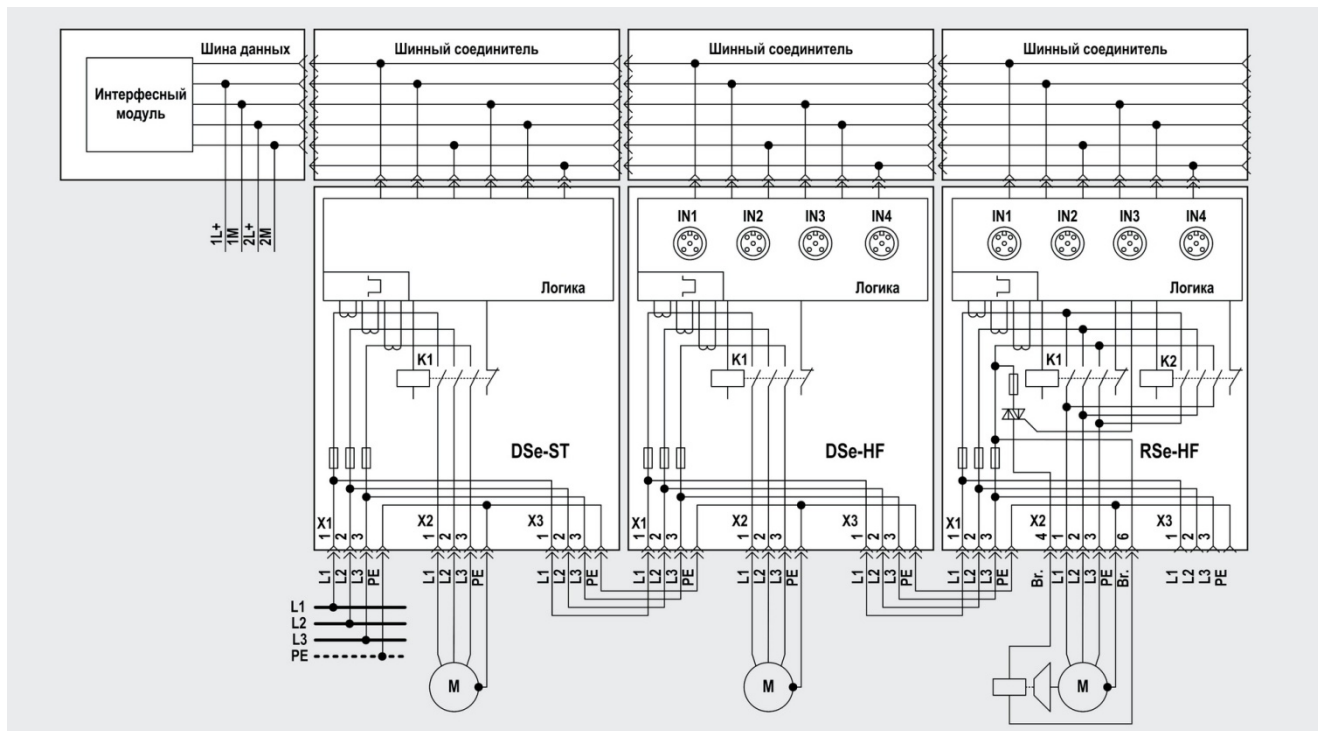 Шина данных
Шинный соединитель
Шинный соединитель
Шинный соединитель
Интерфесный
модуль
1L+
1M
2L+
2M
IN1 IN2 IN3 IN4
IN1 IN2 IN3 IN4
Логика
Логика
Логика
K1
K1
K1
K2
DSe-ST
DSe-HF
RSe-HF
X1 1 2 3
X2 1 2 3
X3 1 2 3
X1 1 2 3
X2 1 2 3
X3 1 2 3
X1 1 2 3
X2 4 1 2 3 6
X3 1 2 3
L1 L2 L3 PE
L1 L2 L3 PE
L1 L2 L3 PE
L1 L2 L3 PE
L1 L2 L3 PE
L1 L2 L3 PE
L1 L2 L3 PE
Br. L1 L2 L3 PE Br.
L1 L2 L3 PE
L1
L2
L3
PE
M
M
M